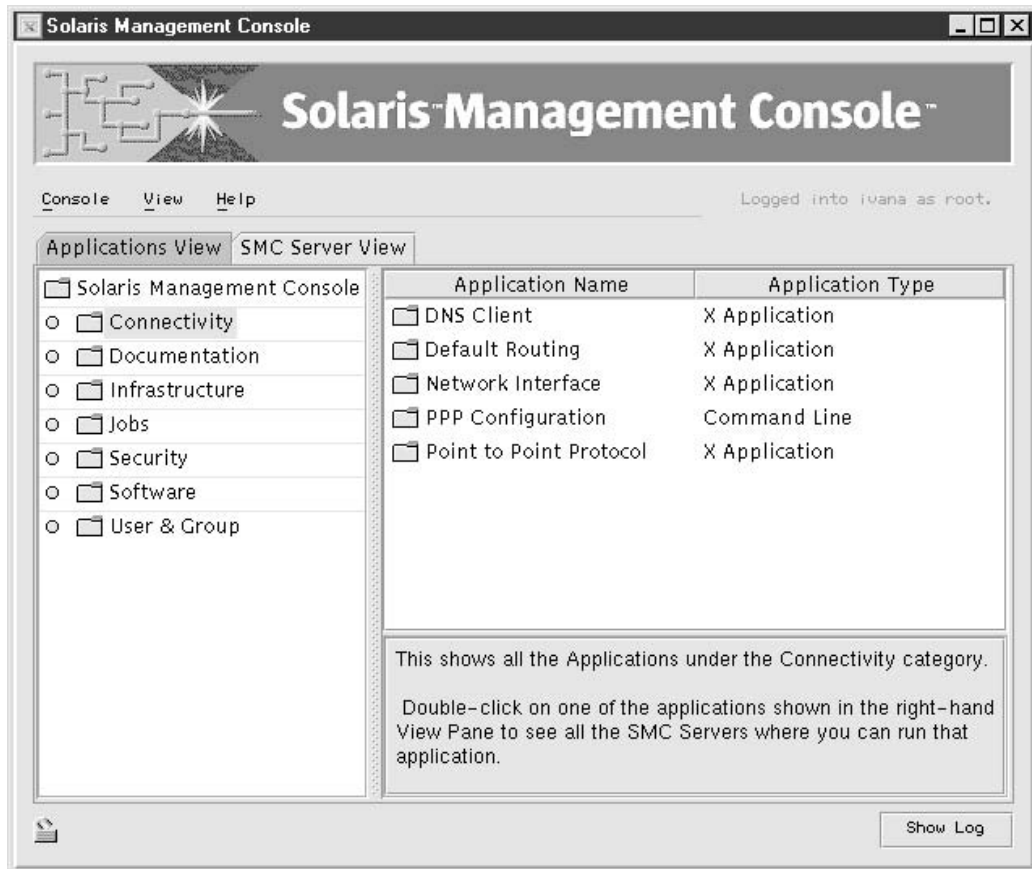 Solaris Management Console
Solaris™Management Console™
Console View Help
Logged into ivana as root.
Applications View SMC Server View
Solaris Management Console
Connectivity
Documentation
Infrastructure
Jobs
Security
Software
User & Group
Application Name Application Type
DNS Client X Application
Default Routing X Application
Network Interface X Application
PPP Configuration Command Line
Point to Point Protocol X Application
This shows all the Applications under the Connectivity category.
Double-click on one of the applications shown in the right-hand
View Pane to see all the SMC Servers where you can run that
application.
Show Log